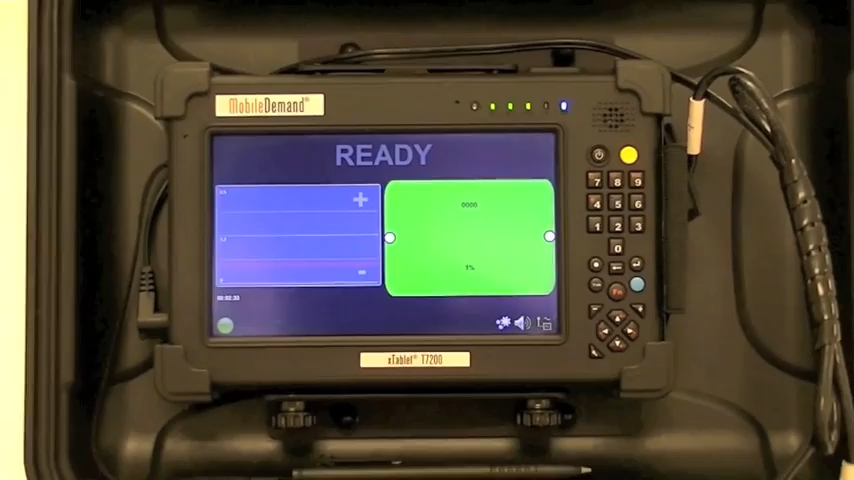 MobileDemand®
READY
0000
1%
00:02:33
xTablet® T7200
7 8 9
4 5 6
1 2 3
0
Fn